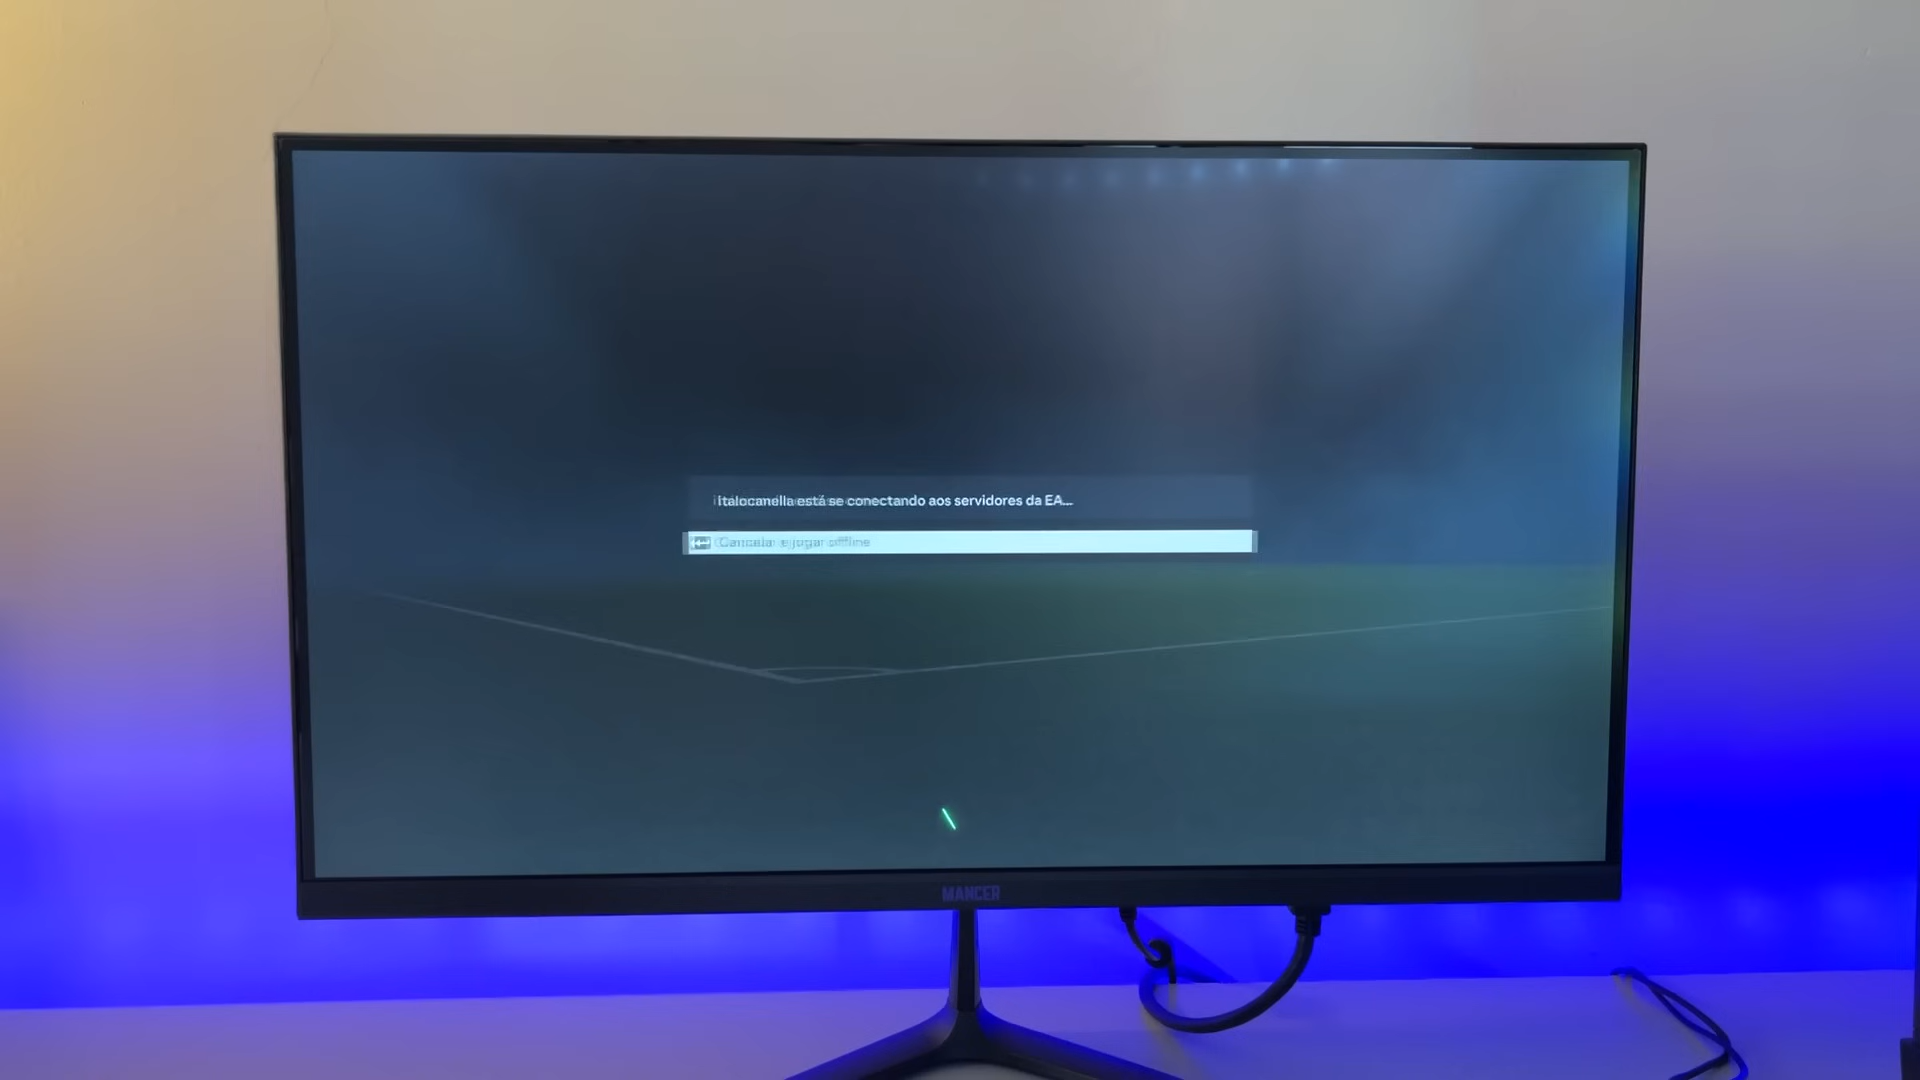 Italocanella está se conectando aos servidores da EA...
Cancelar e jogar offline
MANCER